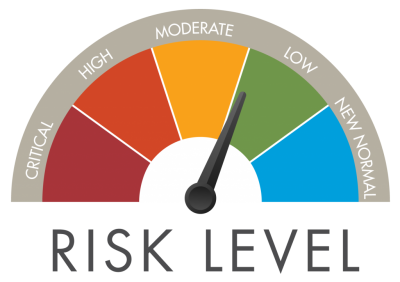 CRITICAL
HIGH
MODERATE
LOW
NEW NORMAL
RISK LEVEL